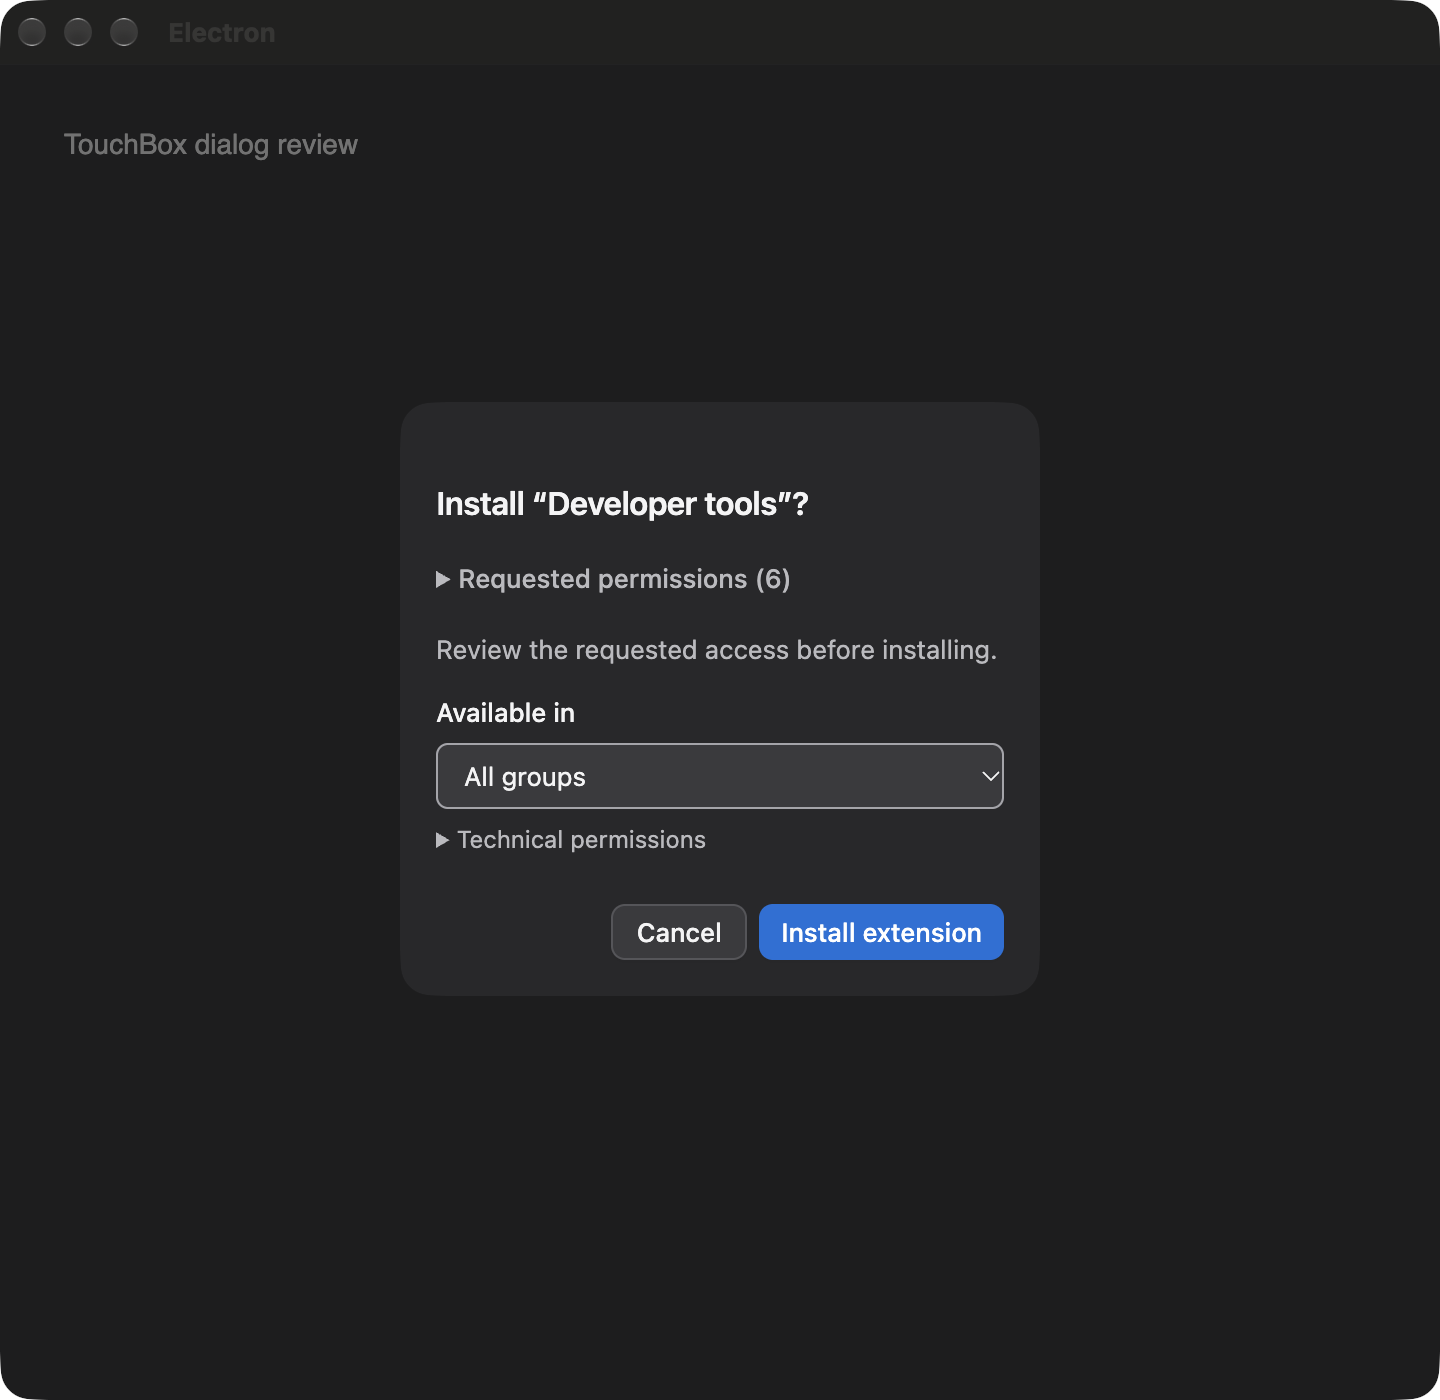 Electron
TouchBox dialog review
Install “Developer tools”?
Requested permissions (6)
Review the requested access before installing.
Available in
All groups
Technical permissions
Cancel
Install extension